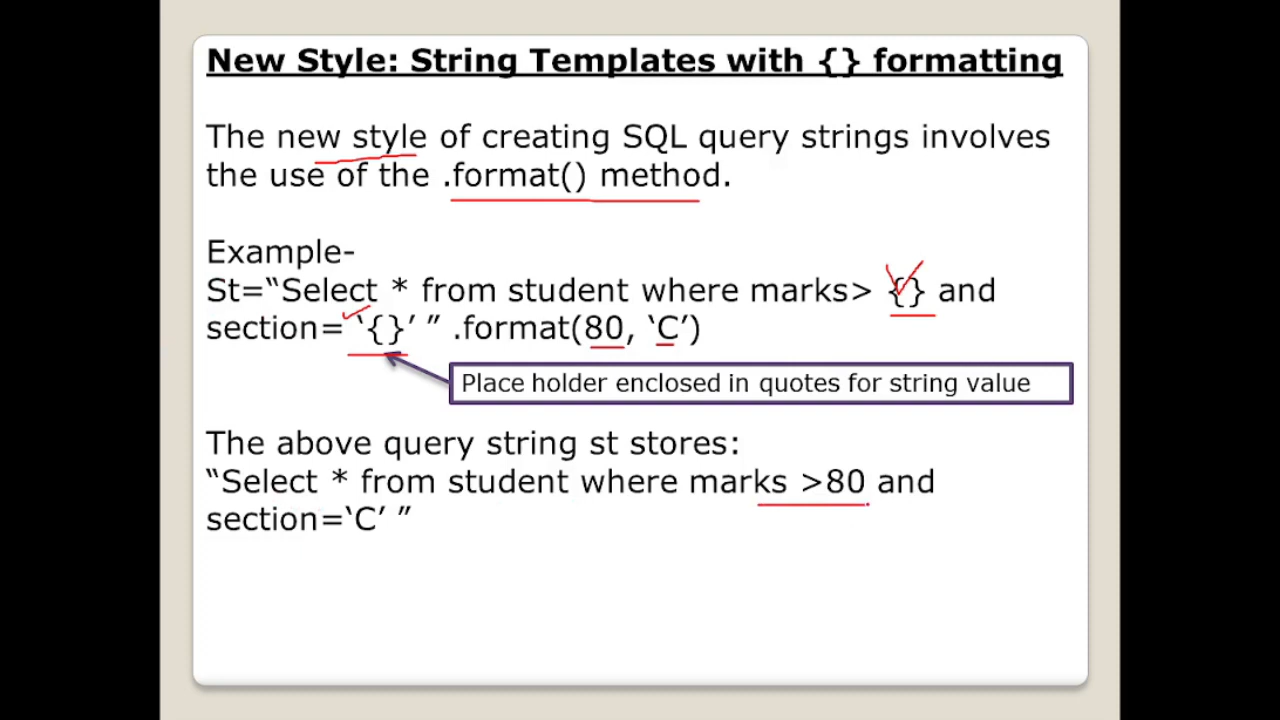 New Style: String Templates with {} formatting
The new style of creating SQL query strings involves
the use of the .format() method.
Example-
St=“Select * from student where marks> {} and
section= ‘{}’ ” .format(80, ‘C’)
Place holder enclosed in quotes for string value
The above query string st stores:
“Select * from student where marks >80 and
section=‘C’ ”